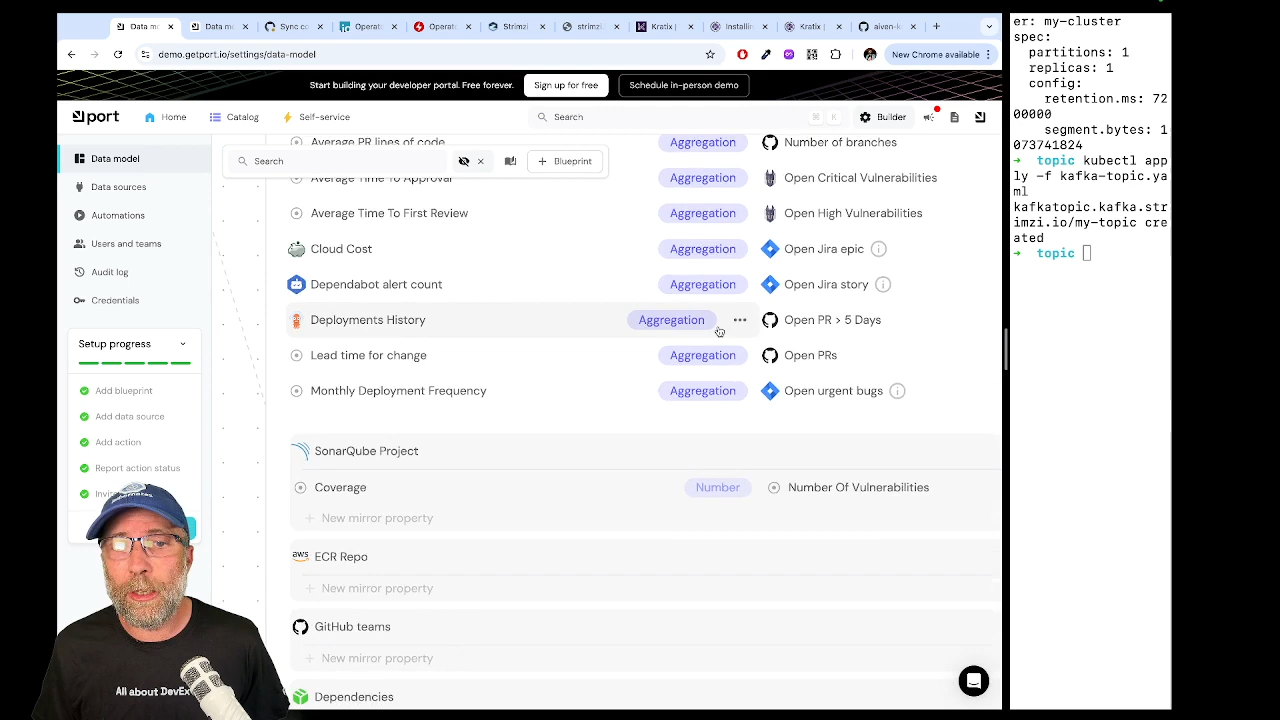 Data mo
Data mo
Sync co
Operato
Operato
Strimzi
strimzi
Kratix
Installin
Kratix
aiven-k
demo.getport.io/settings/data-model
New Chrome available
Start building your developer portal. Free forever.
Sign up for free
Schedule in-person demo
port
Home
Catalog
Self-service
Search
⌘
K
Builder
Data model
Data sources
Automations
Users and teams
Audit log
Credentials
Setup progress
Add blueprint
Add data source
Add action
Report action status
Search
Blueprint
Average PR lines of code
Aggregation
Number of branches
Average Time To Approval
Aggregation
Open Critical Vulnerabilities
Average Time To First Review
Aggregation
Open High Vulnerabilities
Cloud Cost
Aggregation
Open Jira epic
Dependabot alert count
Aggregation
Open Jira story
Deployments History
Aggregation
Open PR > 5 Days
Lead time for change
Aggregation
Open PRs
Monthly Deployment Frequency
Aggregation
Open urgent bugs
SonarQube Project
Coverage
Number
Number Of Vulnerabilities
+ New mirror property
aws
ECR Repo
+ New mirror property
GitHub teams
+ New mirror property
Dependencies
All about DevEx
er: my-cluster
spec:
partitions: 1
replicas: 1
config:
retention.ms: 72
00000
segment.bytes: 1
073741824
→ topic kubectl app
ly -f kafka-topic.ya
ml
kafkatopic.kafka.str
imzi.io/my-topic cre
ated
→ topic